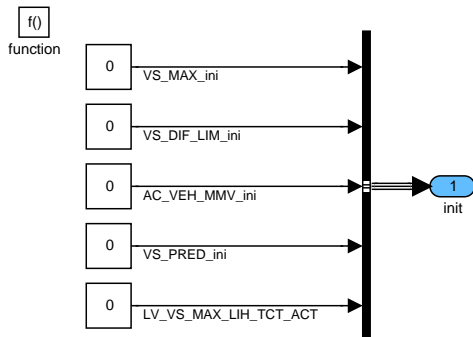 f()
function
0
VS_MAX_ini
0
VS_DIF_LIM_ini
0
AC_VEH_MMV_ini
1
init
0
VS_PRED_ini
0
LV_VS_MAX_LIH_TCT_ACT